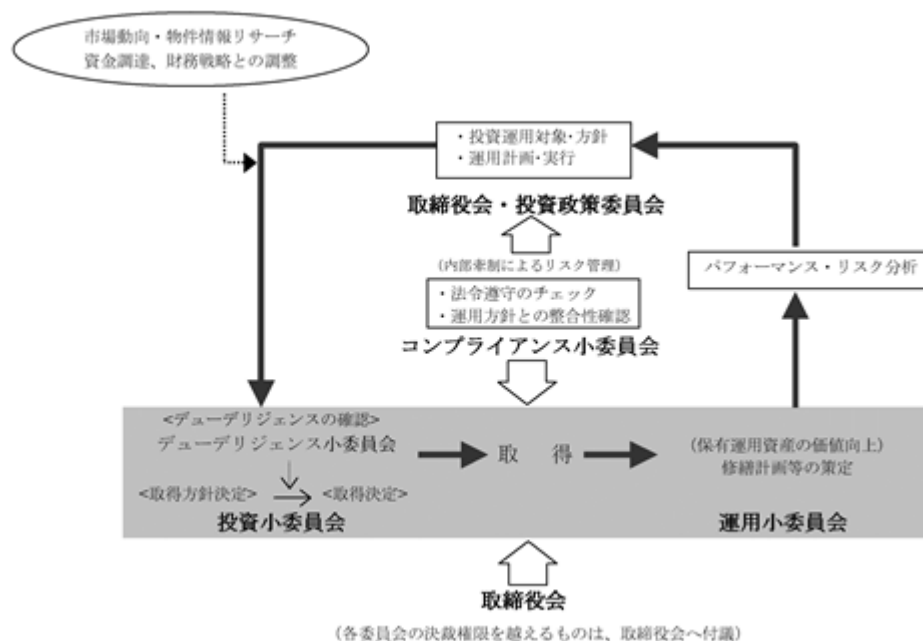 市場動向・物件情報リサーチ
資金調達、財務戦略との調整
・投資運用対象・方針
・運用計画・実行
取締役会・投資政策委員会
(内部牽制によるリスク管理)
・法令遵守のチェック
・運用方針との整合性確認
コンプライアンス小委員会
パフォーマンス・リスク分析
<デューデリジェンスの確認>
デューデリジェンス小委員会
<取得方針決定>
<取得決定>
投資小委員会
取 得
(保有運用資産の価値向上)
修繕計画等の策定
運用小委員会
取締役会
(各委員会の決裁権限を越えるものは、取締役会へ付議)